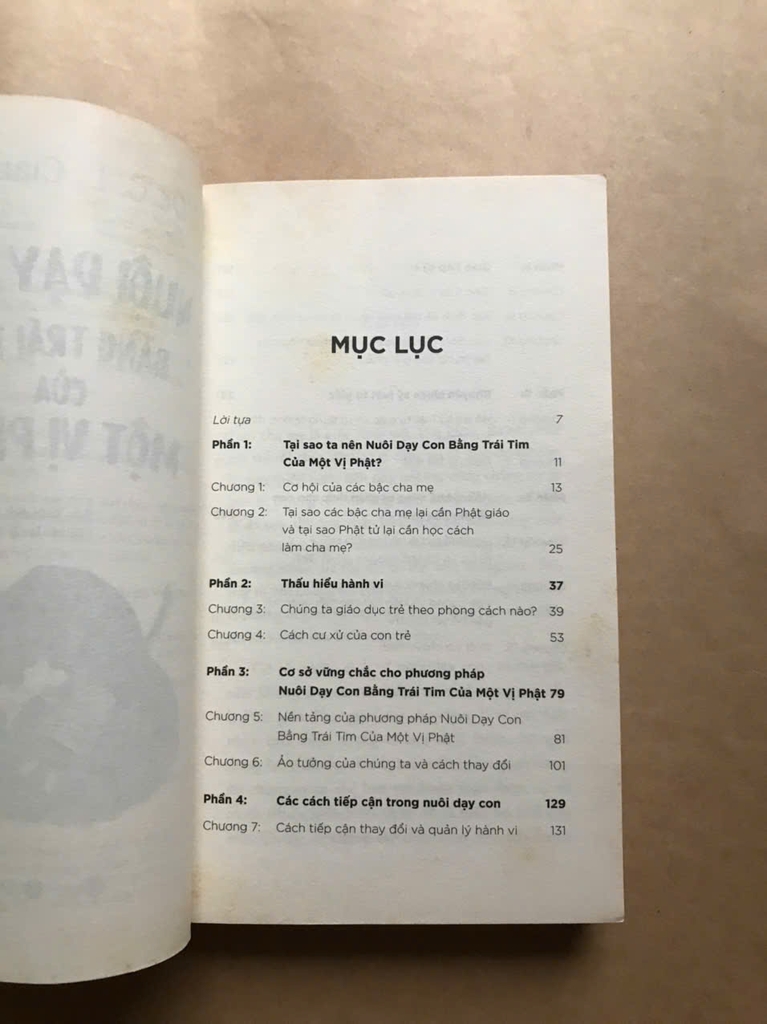 NUÔI DẠY
BẰNG TRÁI
CỦA
MỘT VỊ
MỤC LỤC
Lời tựa 7
Phần 1: Tại sao ta nên Nuôi Dạy Con Bằng Trái Tim
Của Một Vị Phật? 11
Chương 1: Cơ hội của các bậc cha mẹ 13
Chương 2: Tại sao các bậc cha mẹ lại cần Phật giáo
và tại sao Phật tử lại cần học cách
làm cha mẹ? 25
Phần 2: Thấu hiểu hành vi 37
Chương 3: Chúng ta giáo dục trẻ theo phong cách nào? 39
Chương 4: Cách cư xử của con trẻ 53
Phần 3: Cơ sở vững chắc cho phương pháp
Nuôi Dạy Con Bằng Trái Tim Của Một Vị Phật 79
Chương 5: Nền tảng của phương pháp Nuôi Dạy Con
Bằng Trái Tim Của Một Vị Phật 81
Chương 6: Ảo tưởng của chúng ta và cách thay đổi 101
Phần 4: Các cách tiếp cận trong nuôi dạy con 129
Chương 7: Cách tiếp cận thay đổi và quản lý hành vi 131